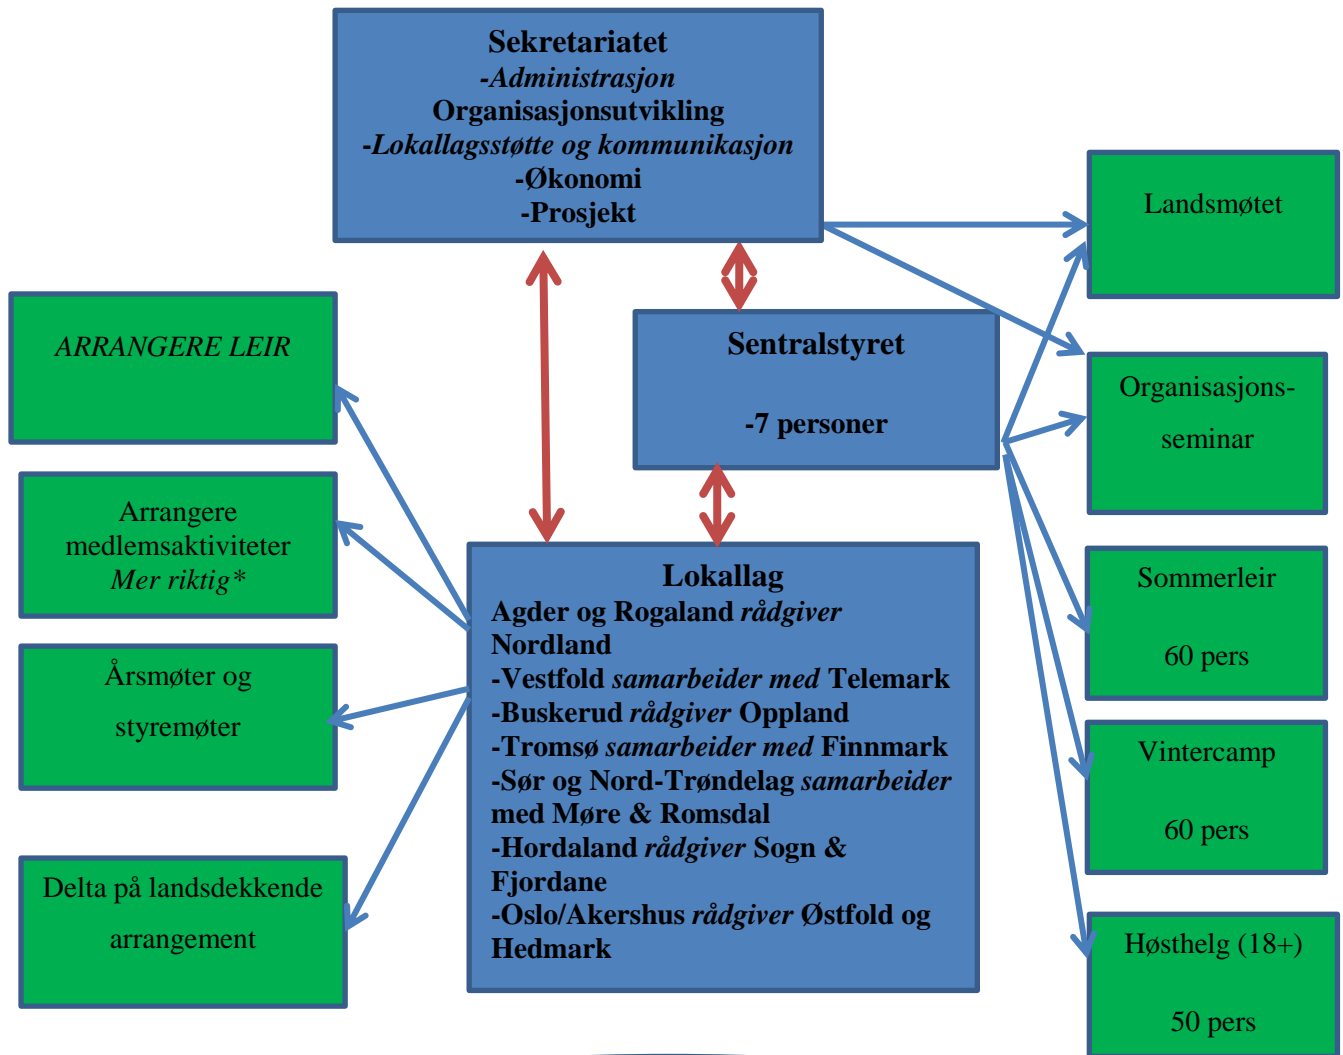 Sekretariatet
-Administrasjon
Organisasjonsutvikling
-Lokallagsstøtte og kommunikasjon
-Økonomi
-Prosjekt
Landsmøtet
ARRANGERE LEIR
Sentralstyret
-7 personer
Organisasjons-
seminar
Arrangere
medlemsaktiviteter
Mer riktig*
Lokallag
Agder og Rogaland rådgiver
Nordland
-Vestfold samarbeider med Telemark
-Buskerud rådgiver Oppland
-Tromsø samarbeider med Finnmark
-Sør og Nord-Trøndelag samarbeider
med Møre & Romsdal
-Hordaland rådgiver Sogn &
Fjordane
-Oslo/Akershus rådgiver Østfold og
Hedmark
Sommerleir
60 pers
Årsmøter og
styremøter
Vintercamp
60 pers
Delta på landsdekkende
arrangement
Høsthelg (18+)
50 pers